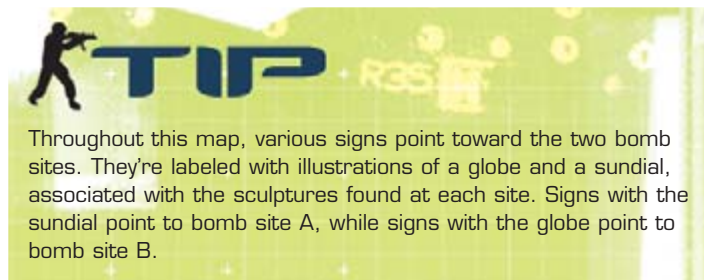 TIP
R3S
Throughout this map, various signs point toward the two bomb
sites. They're labeled with illustrations of a globe and a sundial,
associated with the sculptures found at each site. Signs with the
sundial point to bomb site A, while signs with the globe point to
bomb site B.